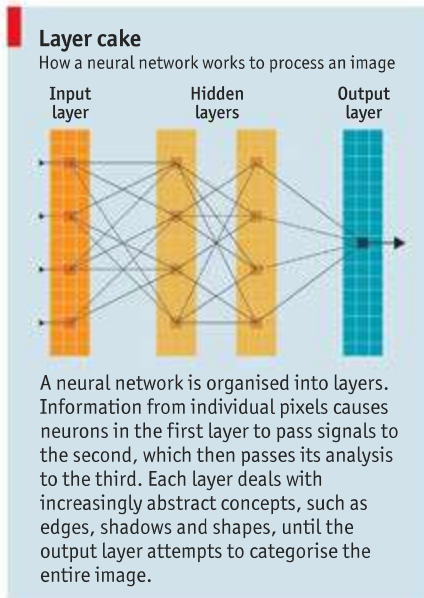 Layer cake
How a neural network works to process an image
Input
layer
Hidden
layers
Output
layer
A neural network is organised into layers.
Information from individual pixels causes
neurons in the first layer to pass signals to
the second, which then passes its analysis
to the third. Each layer deals with
increasingly abstract concepts, such as
edges, shadows and shapes, until the
output layer attempts to categorise the
entire image.